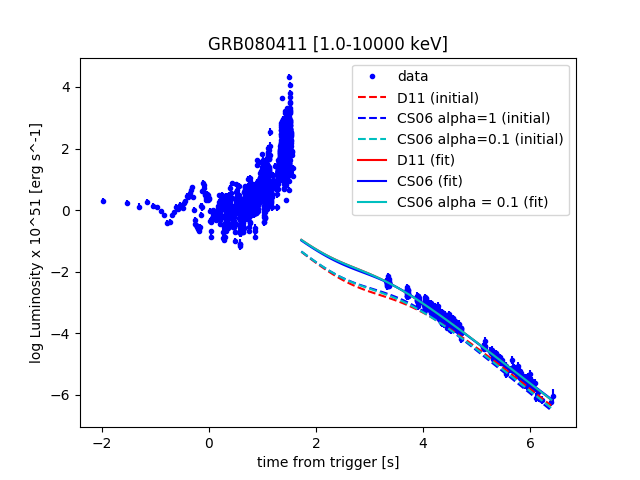 GRB080411 [1.0-10000 keV]
data
D11 (initial)
CS06 alpha=1 (initial)
CS06 alpha=0.1 (initial)
D11 (fit)
CS06 (fit)
CS06 alpha = 0.1 (fit)
log Luminosity x 10^51 [erg s^-1]
4
2
0
−2
−4
−6
−2
0
2
4
6
time from trigger [s]